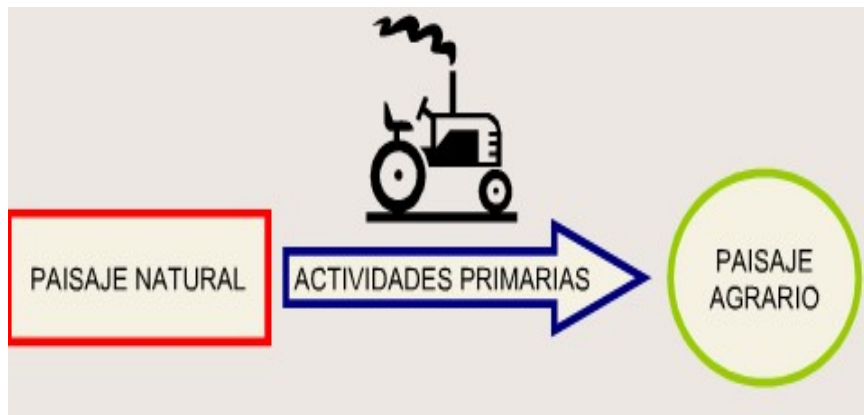 PAISAJE NATURAL
ACTIVIDADES PRIMARIAS
PAISAJE
AGRARIO